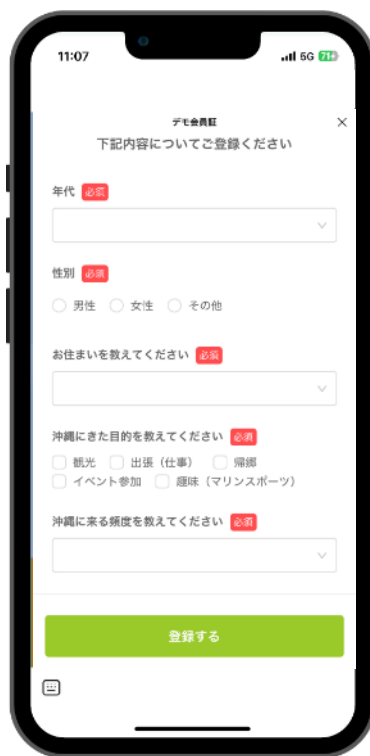 11:07 5G 71
デモ会員証
下記内容についてご登録ください
年代 必須
性別 必須
男性 女性 その他
お住まいを教えてください 必須
沖縄にきた目的を教えてください 必須
観光 出張（仕事） 帰郷
イベント参加 趣味（マリンスポーツ）
沖縄に来る頻度を教えてください 必須
登録する